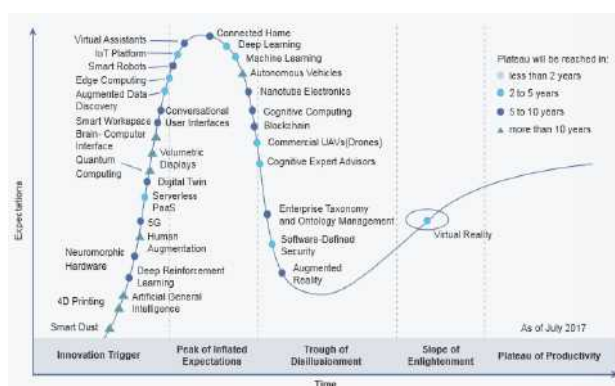 Expectations
Virtual Assistants
IoT Platform
Smart Robots
Edge Computing
Augmented Data
Discovery
Smart Workspace
Brain- Computer
Interface
Quantum
Computing
Neuromorphic
Hardware
4D Printing
Smart Dust
Conversational
User Interfaces
Volumetric
Displays
Digital Twin
Serverless
PaaS
5G
Human
Augmentation
Deep Reinforcement
Learning
Artificial General
Intelligence
Connected Home
Deep Learning
Machine Learning
Autonomous Vehicles
Nanotube Electronics
Cognitive Computing
Blockchain
Commercial UAVs(Drones)
Cognitive Expert Advisors
Enterprise Taxonomy
and Ontology Management
Software-Defined
Security
Augmented
Reality
Virtual Reality
Plateau will be reached in:
less than 2 years
2 to 5 years
5 to 10 years
more than 10 years
As of July 2017
Innovation Trigger
Peak of Inflated
Expectations
Trough of
Disillusionment
Slope of
Enlightenment
Plateau of Productivity
Time